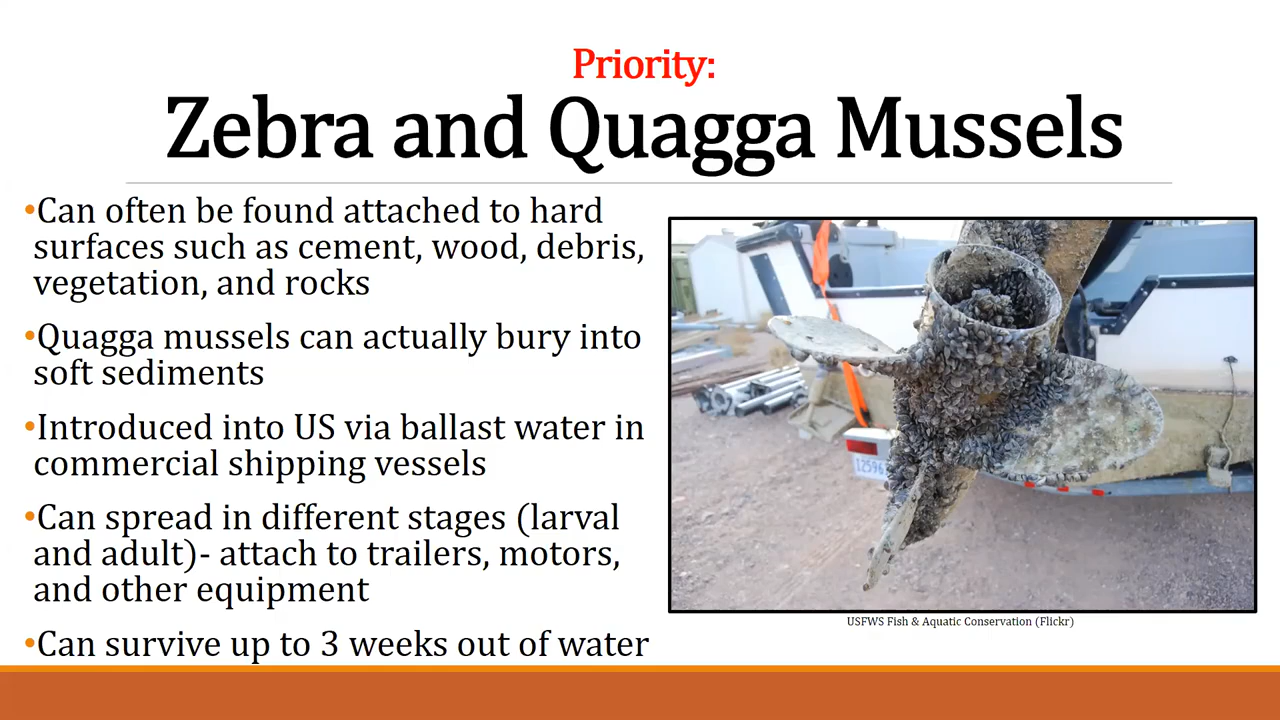 Priority:
Zebra and Quagga Mussels
•Can often be found attached to hard
surfaces such as cement, wood, debris,
vegetation, and rocks
•Quagga mussels can actually bury into
soft sediments
•Introduced into US via ballast water in
commercial shipping vessels
•Can spread in different stages (larval
and adult)- attach to trailers, motors,
and other equipment
•Can survive up to 3 weeks out of water
USFWS Fish & Aquatic Conservation (Flickr)